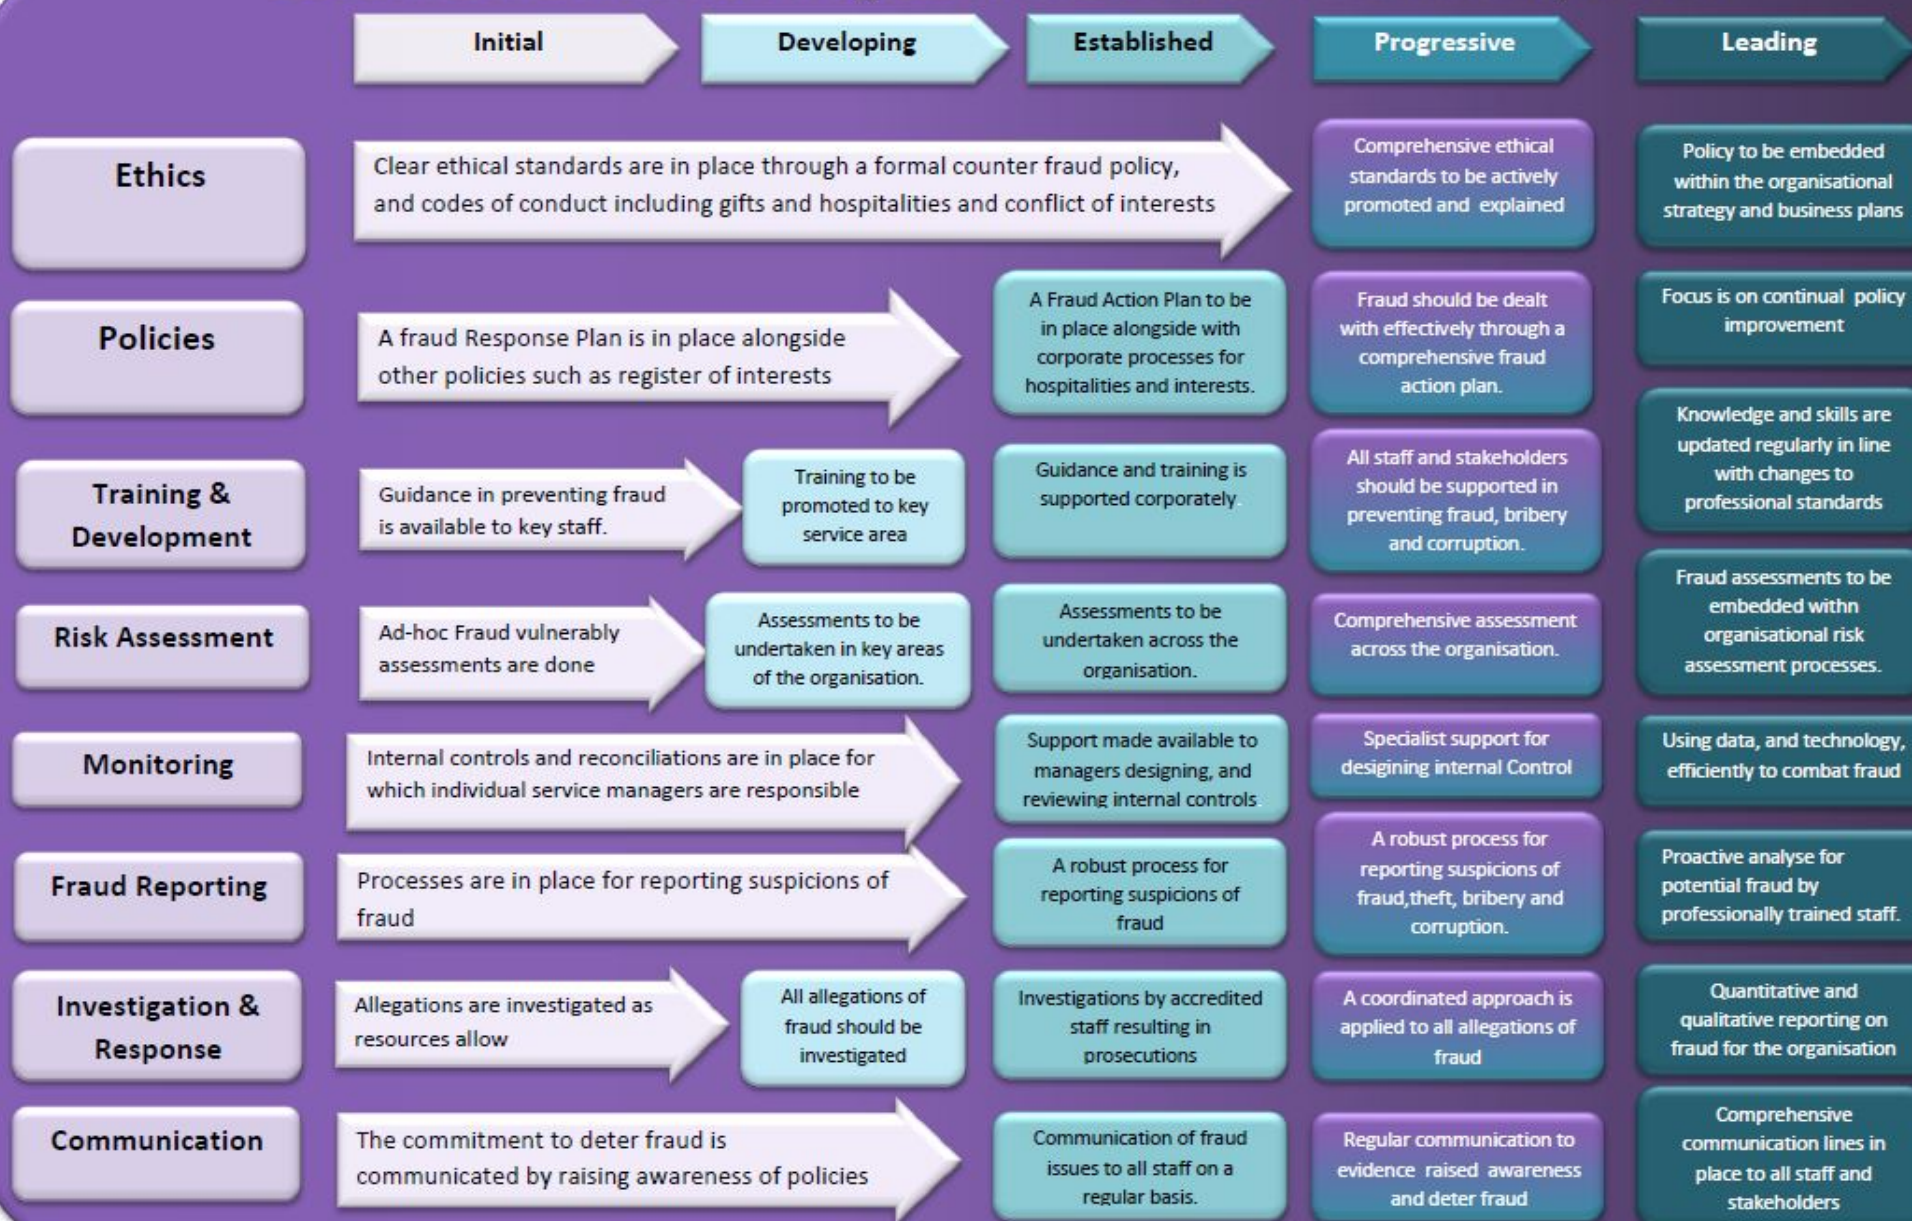 Initial
Developing
Established
Progressive
Leading
Ethics
Clear ethical standards are in place through a formal counter fraud policy,
and codes of conduct including gifts and hospitalities and conflict of interests
Comprehensive ethical
standards to be actively
promoted and explained
Policy to be embedded
within the organisational
strategy and business plans
Policies
A fraud Response Plan is in place alongside
other policies such as register of interests
A Fraud Action Plan to be
in place alongside with
corporate processes for
hospitalities and interests.
Fraud should be dealt
with effectively through a
comprehensive fraud
action plan.
Focus is on continual policy
improvement
Training &
Development
Guidance in preventing fraud
is available to key staff.
Training to be
promoted to key
service area
Guidance and training is
supported corporately.
All staff and stakeholders
should be supported in
preventing fraud, bribery
and corruption.
Knowledge and skills are
updated regularly in line
with changes to
professional standards
Risk Assessment
Ad-hoc Fraud vulnerably
assessments are done
Assessments to be
undertaken in key areas
of the organisation.
Assessments to be
undertaken across the
organisation.
Comprehensive assessment
across the organisation.
Fraud assessments to be
embedded withn
organisational risk
assessment processes.
Monitoring
Internal controls and reconciliations are in place for
which individual service managers are responsible
Support made available to
managers designing, and
reviewing internal controls
Specialist support for
desigining internal Control
Using data, and technology,
efficiently to combat fraud
Fraud Reporting
Processes are in place for reporting suspicions of
fraud
A robust process for
reporting suspicions of
fraud
A robust process for
reporting suspicions of
fraud,theft, bribery and
corruption.
Proactive analyse for
potential fraud by
professionally trained staff.
Investigation &
Response
Allegations are investigated as
resources allow
All allegations of
fraud should be
investigated
Investigations by accredited
staff resulting in
prosecutions
A coordinated approach is
applied to all allegations of
fraud
Quantitative and
qualitative reporting on
fraud for the organisation
Communication
The commitment to deter fraud is
communicated by raising awareness of policies
Communication of fraud
issues to all staff on a
regular basis.
Regular communication to
evidence raised awareness
and deter fraud
Comprehensive
communication lines in
place to all staff and
stakeholders